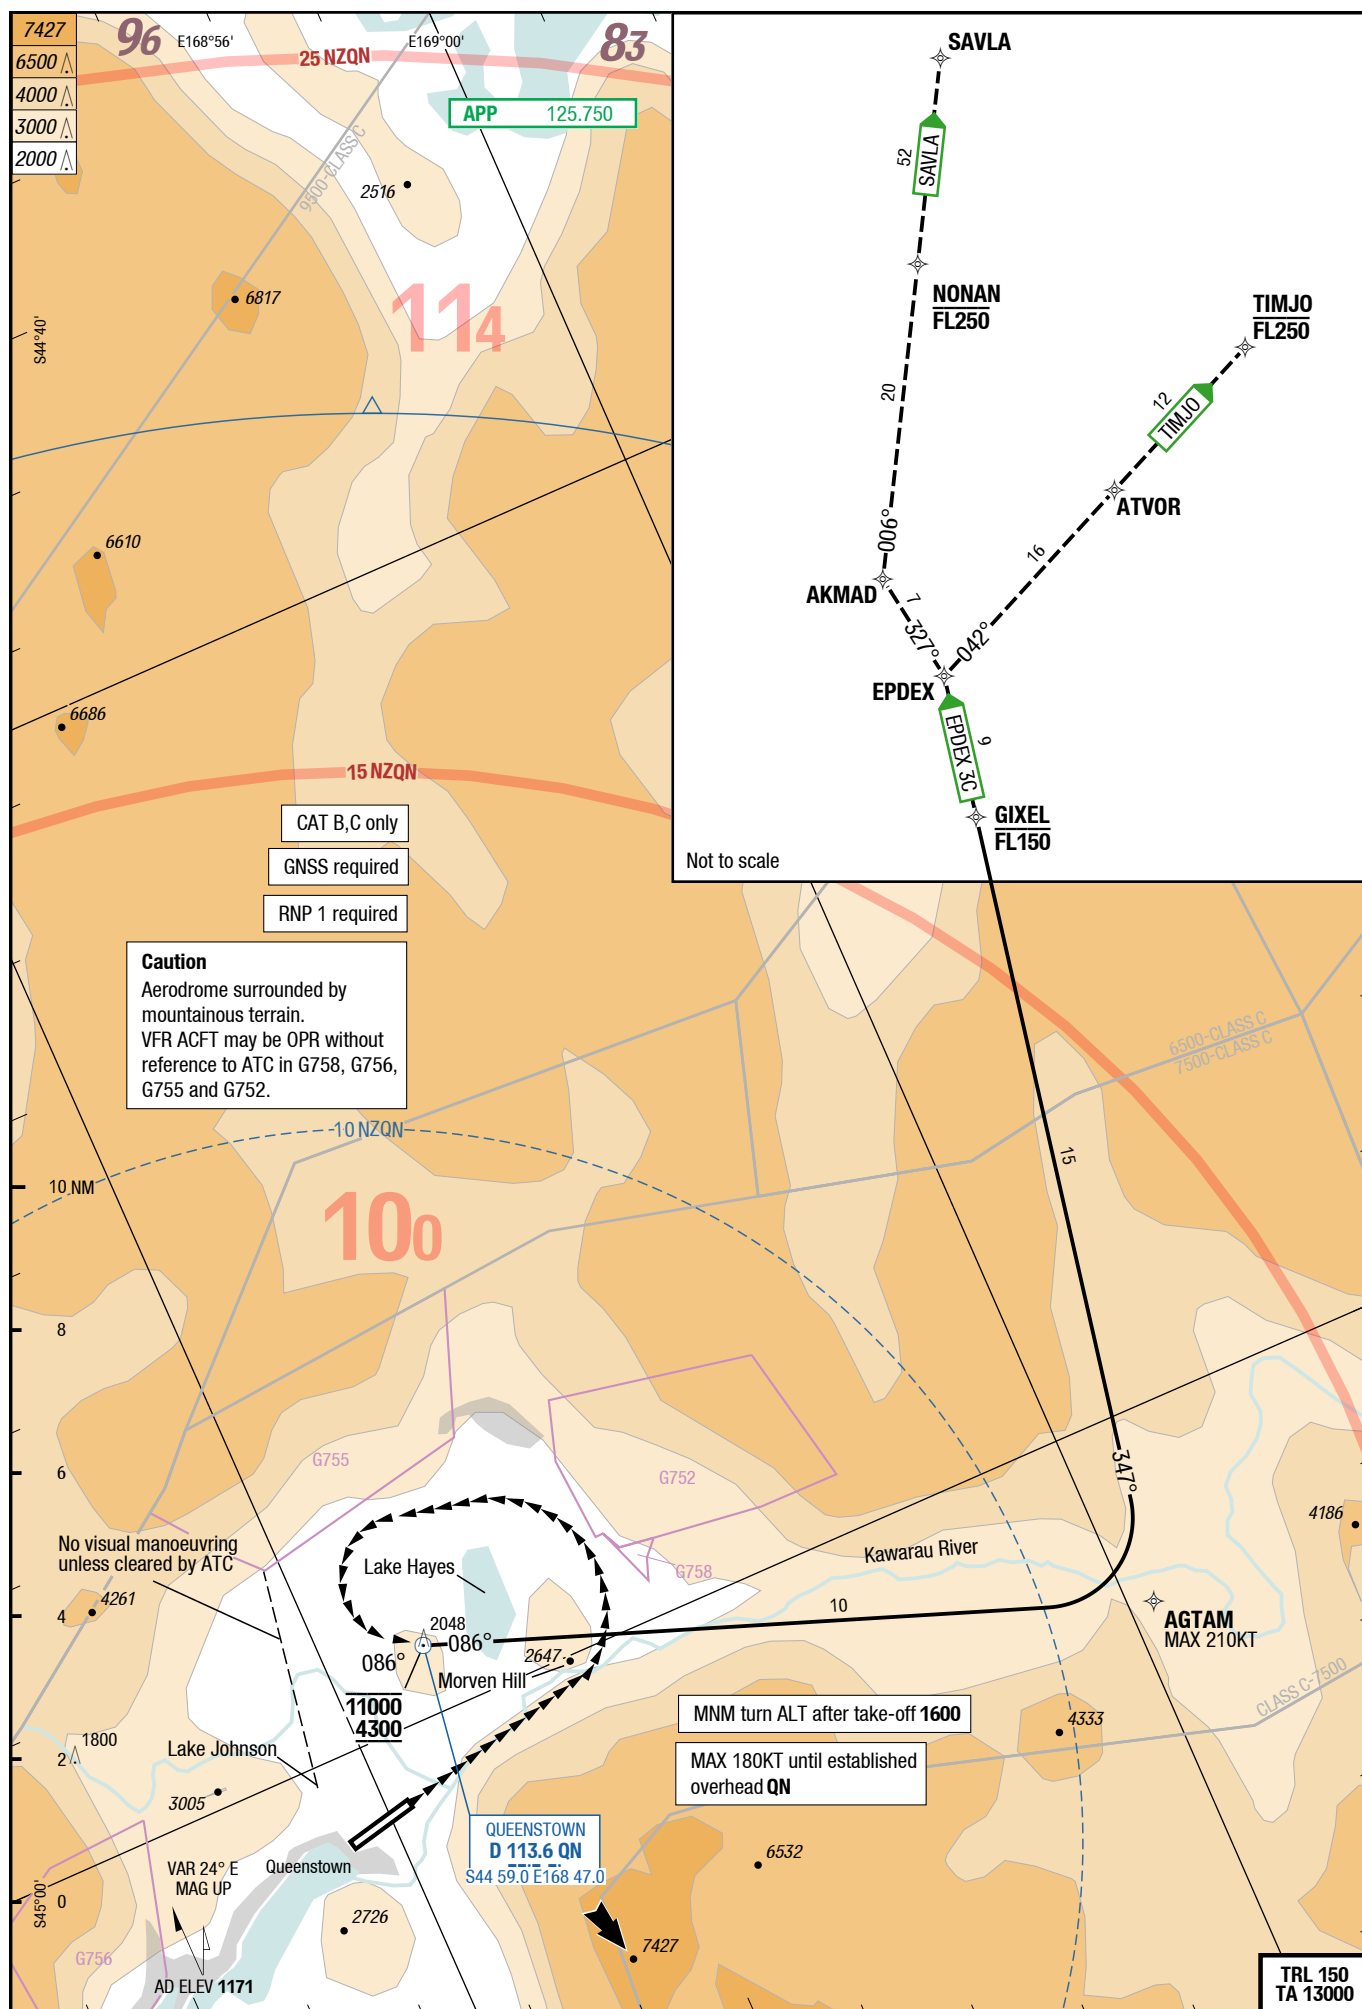 7427
6500
4000
3000
2000
96
E168°56'
25 NZQN
E169°00'
83
APP 125.750
9500-CLASS C
2516
6817
114
S44°40'
6610
6686
15 NZQN
SAVLA
52
SAVLA
NONAN
FL250
TIMJO
FL250
20
12
TIMJO
ATVOR
16
006°
AKMAD
7
327°
042°
EPDEX
EPDEX 3C
9
GIXEL
FL150
Not to scale
CAT B,C only
GNSS required
RNP 1 required
Caution
Aerodrome surrounded by
mountainous terrain.
VFR ACFT may be OPR without
reference to ATC in G758, G756,
G755 and G752.
6500-CLASS C
7500-CLASS C
10 NZQN
15
10 NM
100
8
6
G755
G752
347°
4186
No visual manoeuvring
unless cleared by ATC
Lake Hayes
G758
Kawarau River
4261
4
2048
086°
10
AGTAM
MAX 210KT
086°
2647
Morven Hill
11000
4300
MNM turn ALT after take-off 1600
4333
CLASS C-7500
1800
2
Lake Johnson
MAX 180KT until established
overhead QN
3005
QUEENSTOWN
D 113.6 QN
S44 59.0 E168 47.0
6532
VAR 24° E
MAG UP
Queenstown
S45°00'
0
2726
7427
G756
AD ELEV 1171
TRL 150
TA 13000